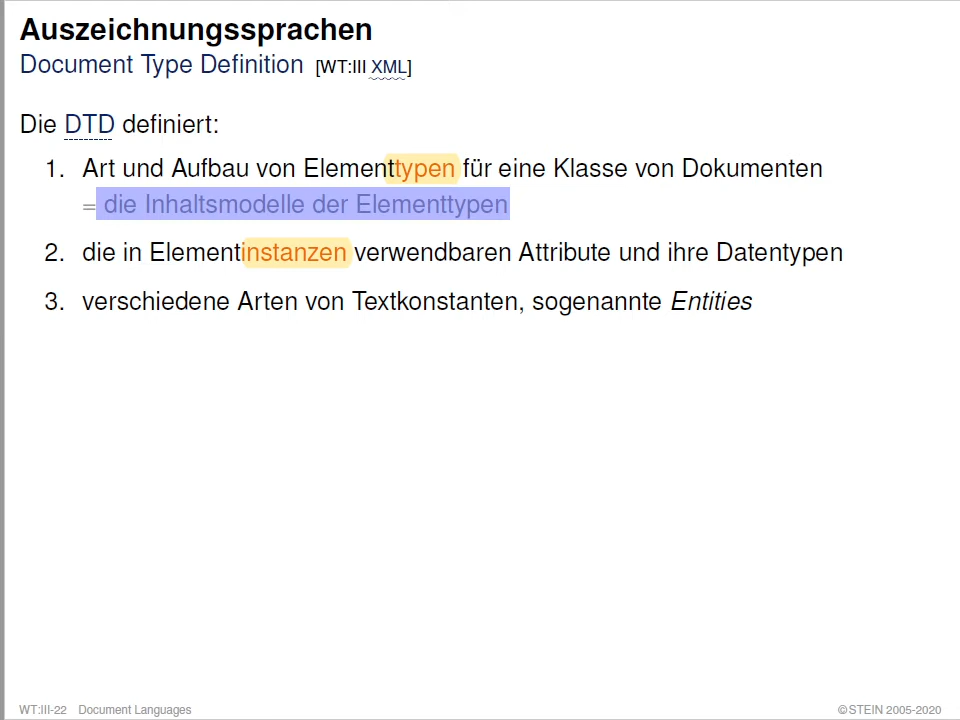 Auszeichnungssprachen
Document Type Definition [WT:III XML]
Die DTD definiert:
1. Art und Aufbau von Elementtypen für eine Klasse von Dokumenten
= die Inhaltsmodelle der Elementtypen
2. die in Elementinstanzen verwendbaren Attribute und ihre Datentypen
3. verschiedene Arten von Textkonstanten, sogenannte Entities
WT:III-22 Document Languages ©STEIN 2005-2020